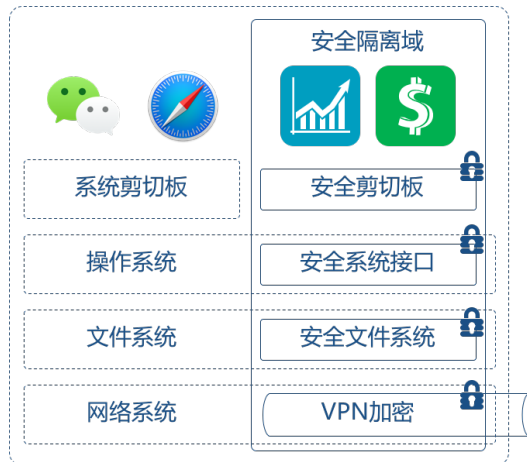 安全隔离域
系统剪切板 安全剪切板
操作系统 安全系统接口
文件系统 安全文件系统
网络系统 VPN加密